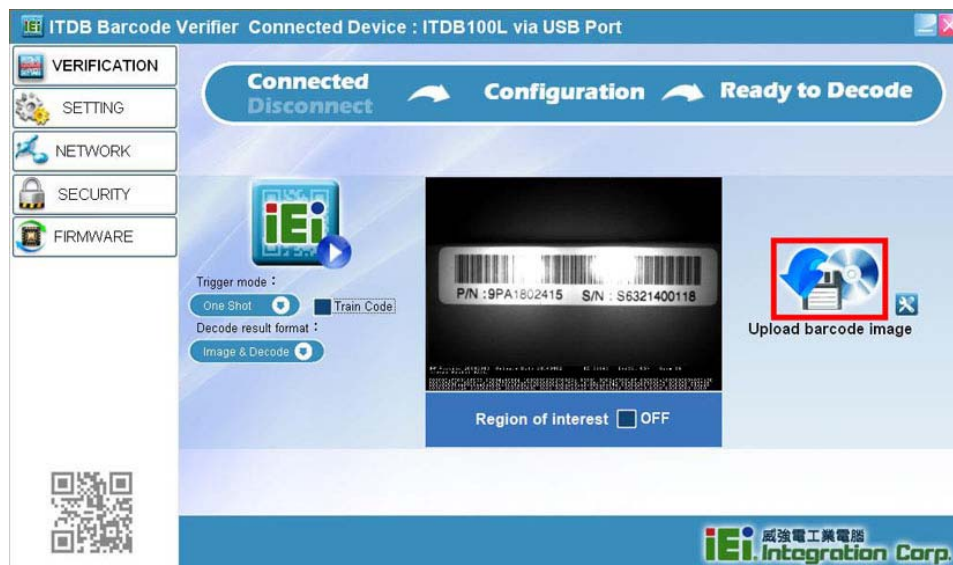 iEi ITDB Barcode Verifier Connected Device : ITDB100L via USB Port
VERIFICATION
SETTING
NETWORK
SECURITY
FIRMWARE
Connected
Disconnect
Configuration
Ready to Decode
iEi
Trigger mode :
One Shot
Train Code
Decode result format :
Image & Decode
P/N : 9PA1802415 S/N : S6321400118
Region of interest OFF
Upload barcode image
iEi 威強電工業電腦
Integration Corp.